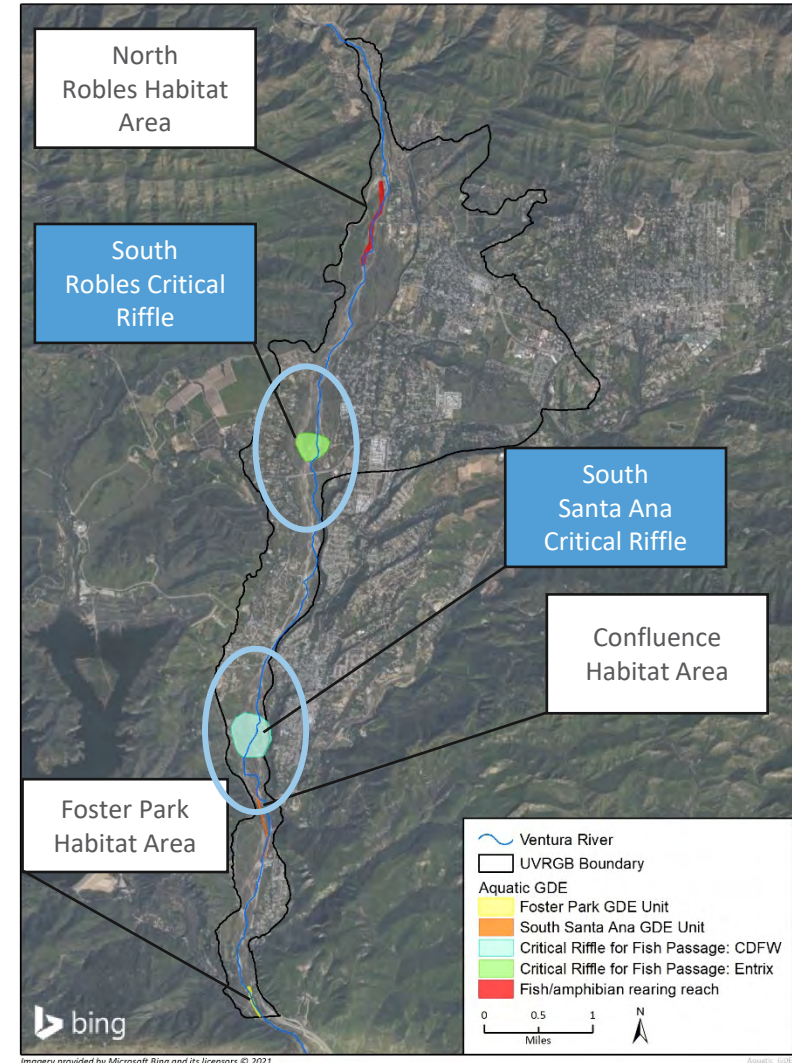 North
Robles Habitat
Area
South
Robles Critical
Riffle
South
Santa Ana
Critical Riffle
Confluence
Habitat Area
Foster Park
Habitat Area
Ventura River
UVRGB Boundary
Aquatic GDE
Foster Park GDE Unit
South Santa Ana GDE Unit
Critical Riffle for Fish Passage: CDFW
Critical Riffle for Fish Passage: Entrix
Fish/amphibian rearing reach
0 0.5 1
Miles
N
bing
Imagery provided by Microsoft Bing and its licensors © 2021
Aquatic GDE